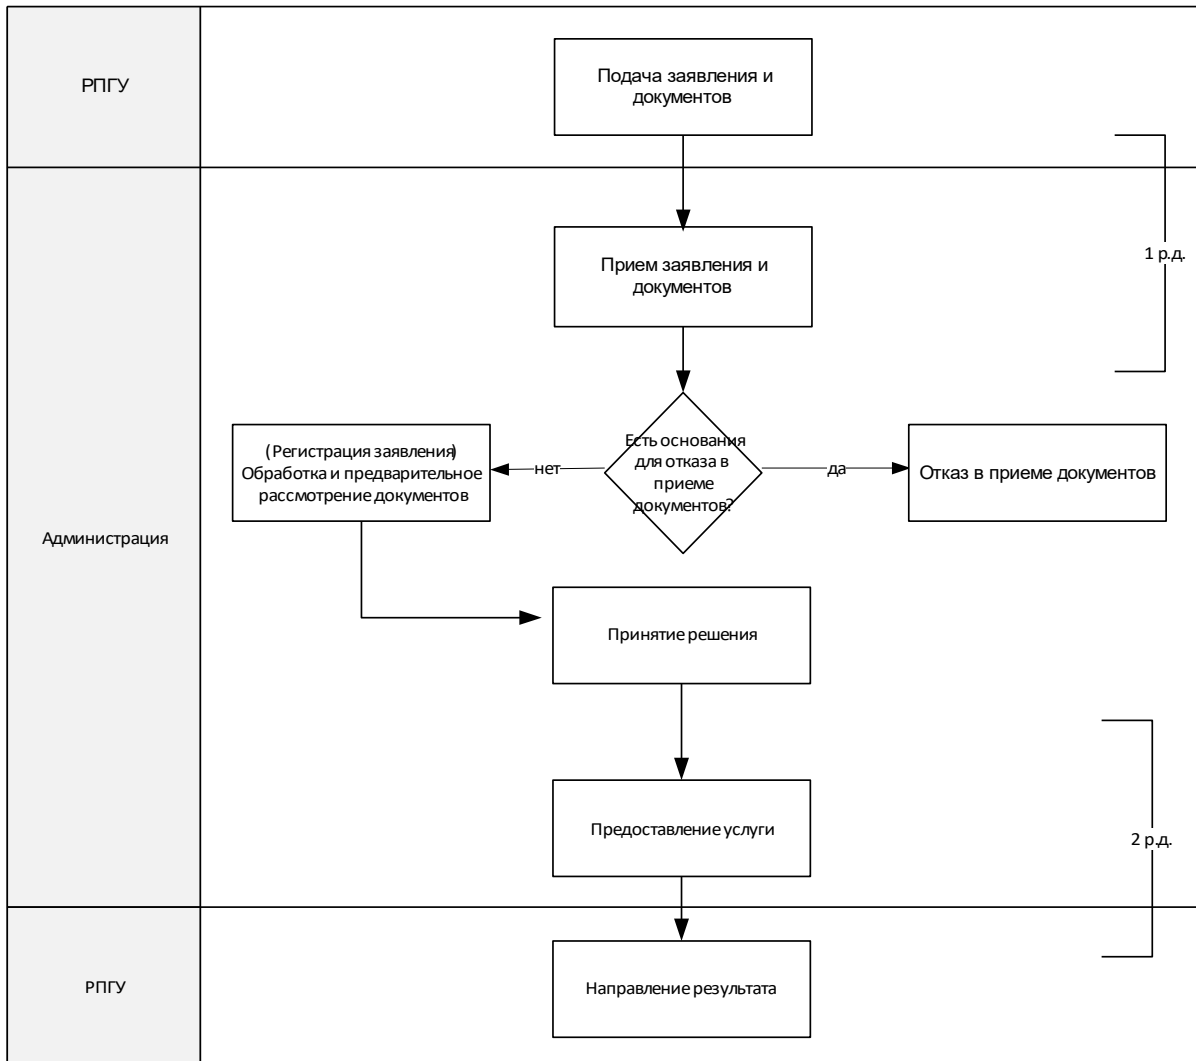 РПГУ
Подача заявления и
документов
1 р.д.
Прием заявления и
документов
Администрация
(Регистрация заявления)
Обработка и предварительное
рассмотрение документов
нет
Есть основания
для отказа в
приеме
документов?
да
Отказ в приеме документов
Принятие решения
Предоставление услуги
2 р.д.
РПГУ
Направление результата